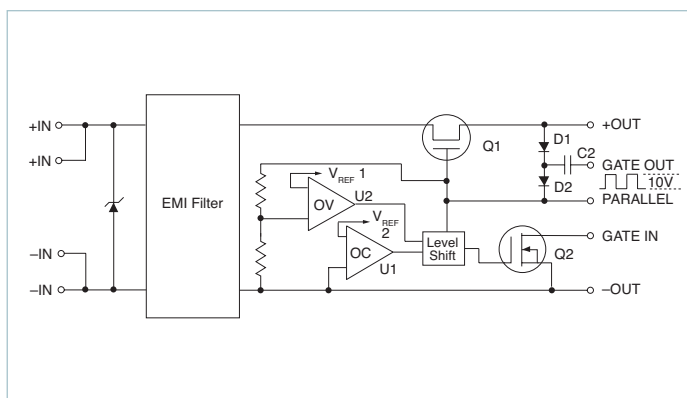 +IN
+IN
–IN
–IN
EMI Filter
V REF 1
OV
U2
V REF 2
OC
U1
Level
Shift
Q1
Q2
D1
C2
D2
+OUT
GATE OUT
10V
PARALLEL
GATE IN
–OUT